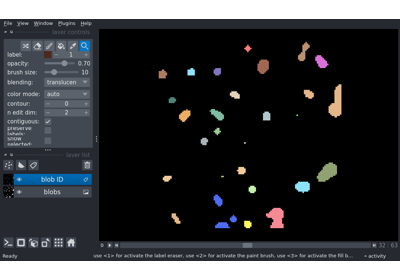 File View Window Plugins Help
layer controls
label: 1
opacity: 0.70
brush size: 10
blending: translucen
color mode: auto
contour: 0
n edit dim: 2
contiguous:
preserve
labels:
show
selected:
layer list
blob ID
blobs
32 63
Ready
use <1> for activate the label eraser, use <2> for activate the paint brush, use <3> for activate the fill b...
activity